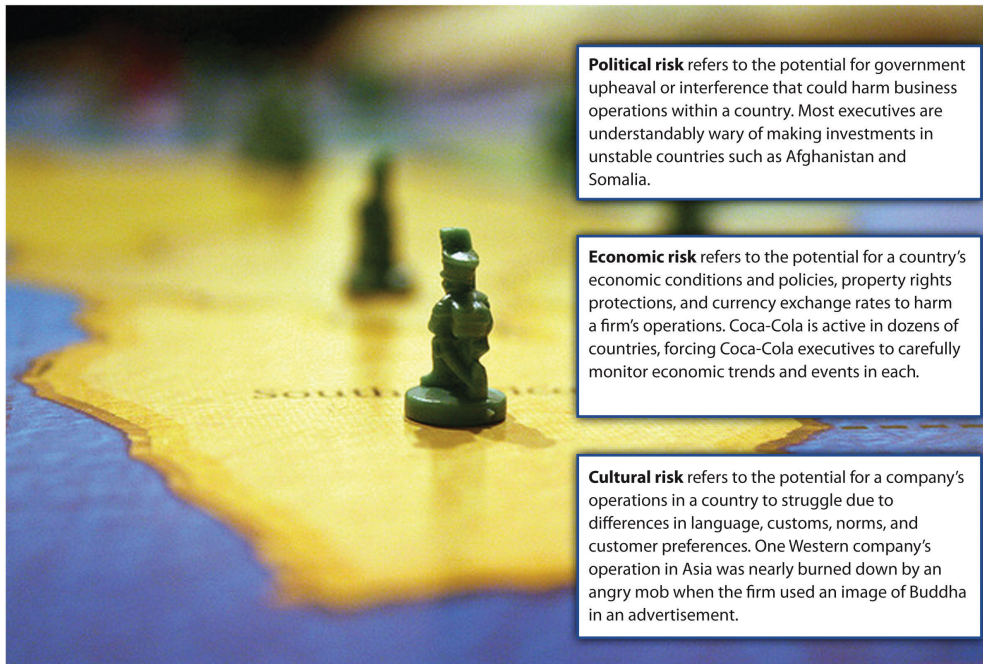 Political risk refers to the potential for government
upheaval or interference that could harm business
operations within a country. Most executives are
understandably wary of making investments in
unstable countries such as Afghanistan and
Somalia.
Economic risk refers to the potential for a country’s
economic conditions and policies, property rights
protections, and currency exchange rates to harm
a firm’s operations. Coca-Cola is active in dozens of
countries, forcing Coca-Cola executives to carefully
monitor economic trends and events in each.
south
Cultural risk refers to the potential for a company’s
operations in a country to struggle due to
differences in language, customs, norms, and
customer preferences. One Western company’s
operation in Asia was nearly burned down by an
angry mob when the firm used an image of Buddha
in an advertisement.